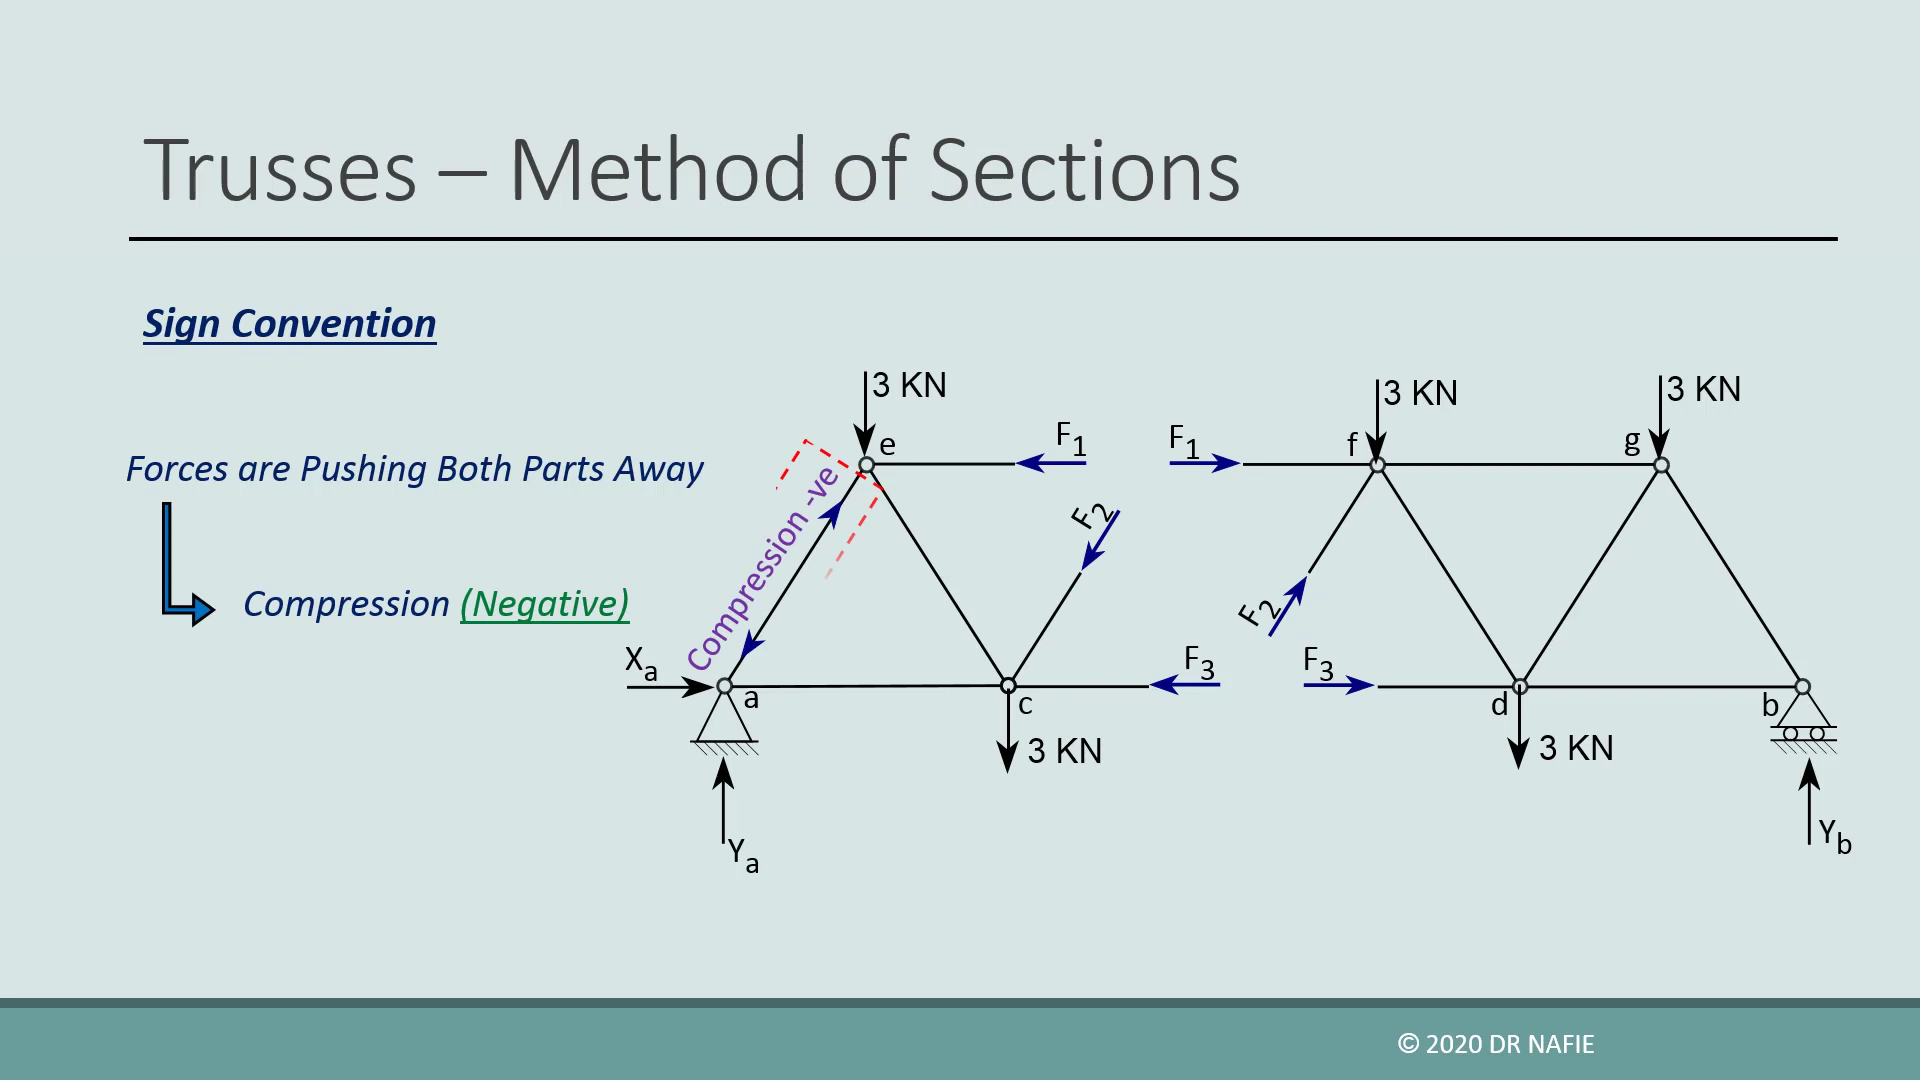 Trusses – Method of Sections
Sign Convention
Forces are Pushing Both Parts Away
Compression (Negative)
3 KN
e
F1
F2
Compression -ve
Xa
a
Ya
c
3 KN
F3
F1
3 KN
f
3 KN
g
F2
F3
d
3 KN
b
Yb
© 2020 DR NAFIE